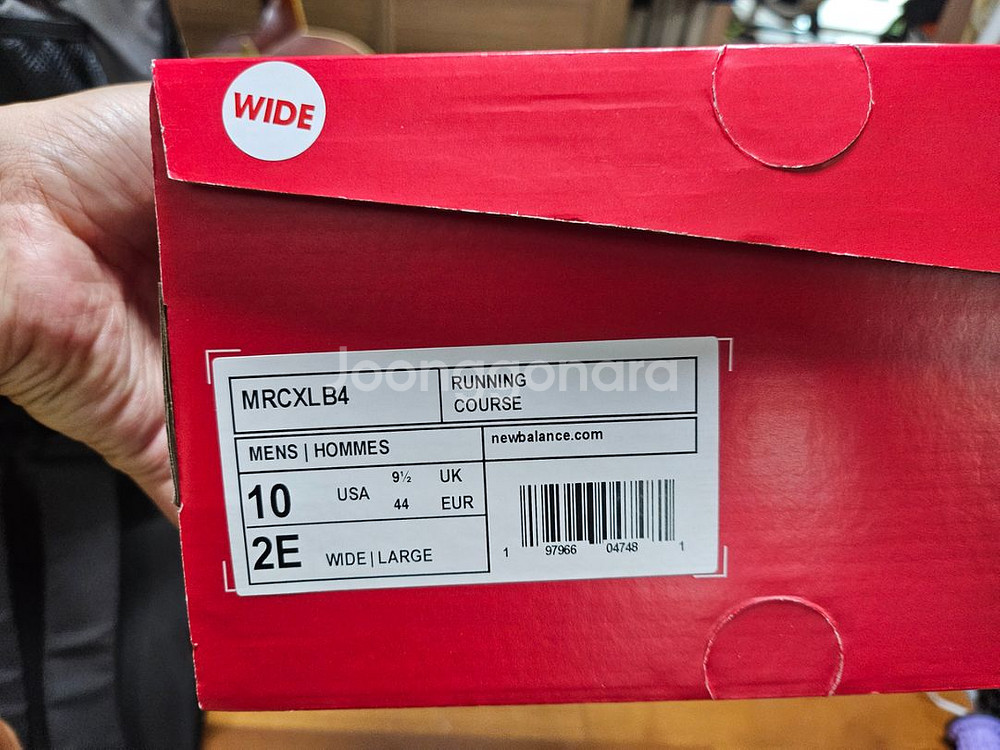 WIDE
Joonggonara
MRCXLB4
RUNNING
COURSE
MENS | HOMMES
newbalance.com
10 USA 9½ UK
44 EUR
2E WIDE | LARGE
1 97966 04748 1